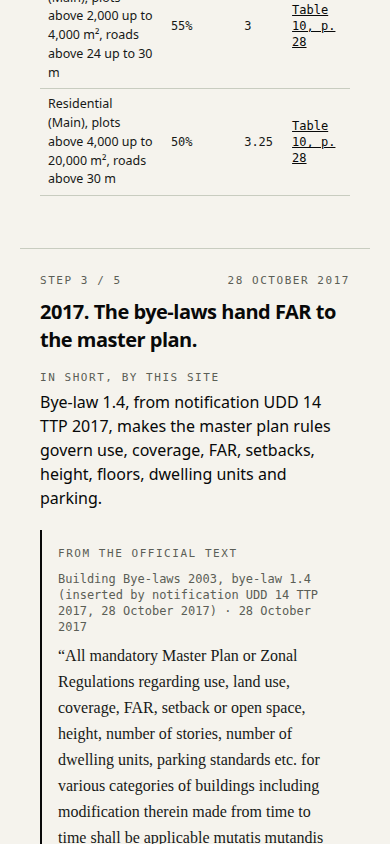 (Main), plots
above 2,000 up to
4,000 m², roads
above 24 up to 30
m
55%
3
Table
10, p.
28
Residential
(Main), plots
above 4,000 up to
20,000 m², roads
above 30 m
50%
3.25
Table
10, p.
28
STEP 3 / 5
28 OCTOBER 2017
2017. The bye-laws hand FAR to
the master plan.
IN SHORT, BY THIS SITE
Bye-law 1.4, from notification UDD 14
TTP 2017, makes the master plan rules
govern use, coverage, FAR, setbacks,
height, floors, dwelling units and
parking.
FROM THE OFFICIAL TEXT
Building Bye-laws 2003, bye-law 1.4
(inserted by notification UDD 14 TTP
2017, 28 October 2017) · 28 October
2017
“All mandatory Master Plan or Zonal
Regulations regarding use, land use,
coverage, FAR, setback or open space,
height, number of stories, number of
dwelling units, parking standards etc. for
various categories of buildings including
modification therein made from time to
time shall be applicable mutatis mutandis